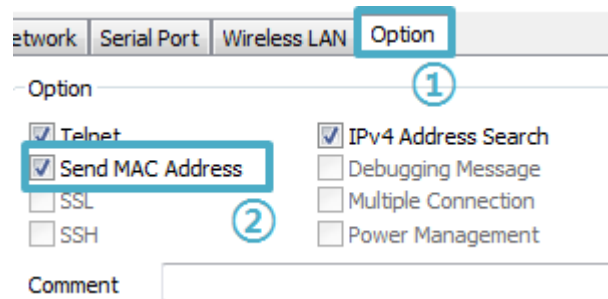 etwork Serial Port Wireless LAN Option
1
Option
Telnet IPv4 Address Search
Send MAC Address Debugging Message
SSL Multiple Connection
2
SSH Power Management
Comment